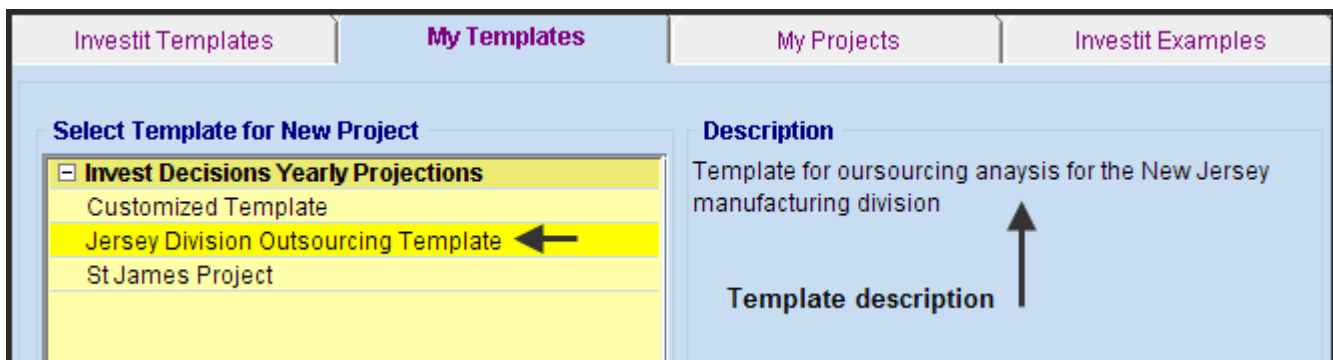 Investit Templates
My Templates
My Projects
Investit Examples
Select Template for New Project
Invest Decisions Yearly Projections
Customized Template
Jersey Division Outsourcing Template
St James Project
Description
Template for oursourcing anaysis for the New Jersey
manufacturing division
Template description